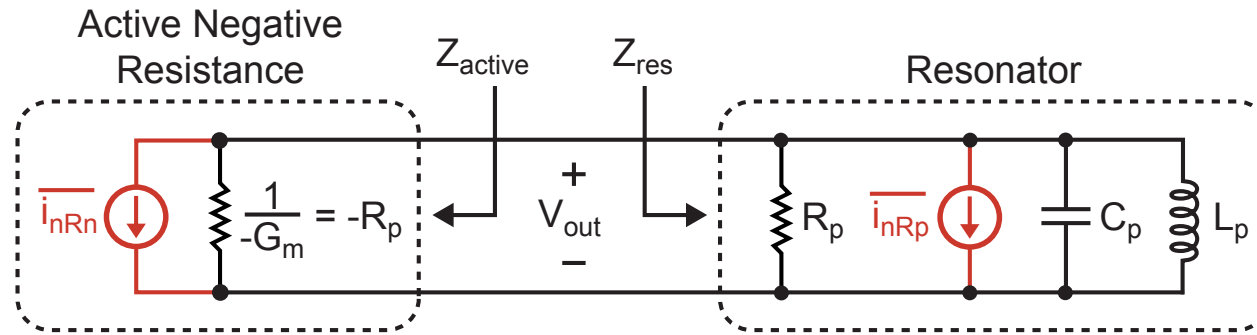 Active Negative
Resistance
Z_active
Z_res
Resonator
i_nRn
1
-G_m
= -R_p
+
V_out
−
R_p
i_nRp
C_p
L_p